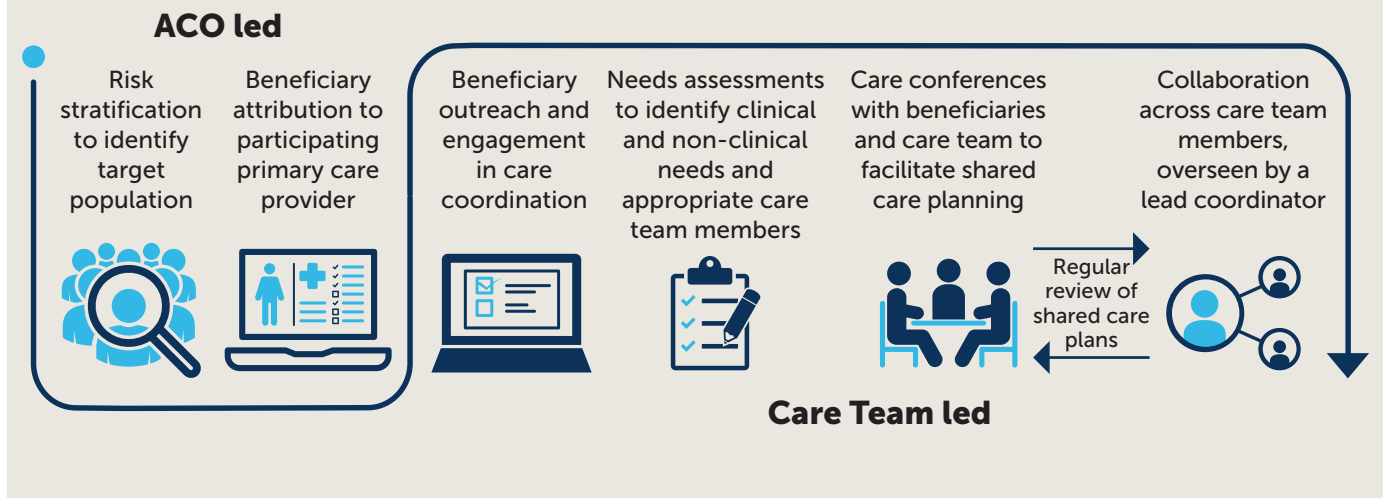 ACO led
Risk
stratification
to identify
target
population
Beneficiary
attribution to
participating
primary care
provider
Beneficiary
outreach and
engagement
in care
coordination
Needs assessments
to identify clinical
and non-clinical
needs and
appropriate care
team members
Care conferences
with beneficiaries
and care team to
facilitate shared
care planning
Regular
review of
shared care
plans
Collaboration
across care team
members,
overseen by a
lead coordinator
Care Team led